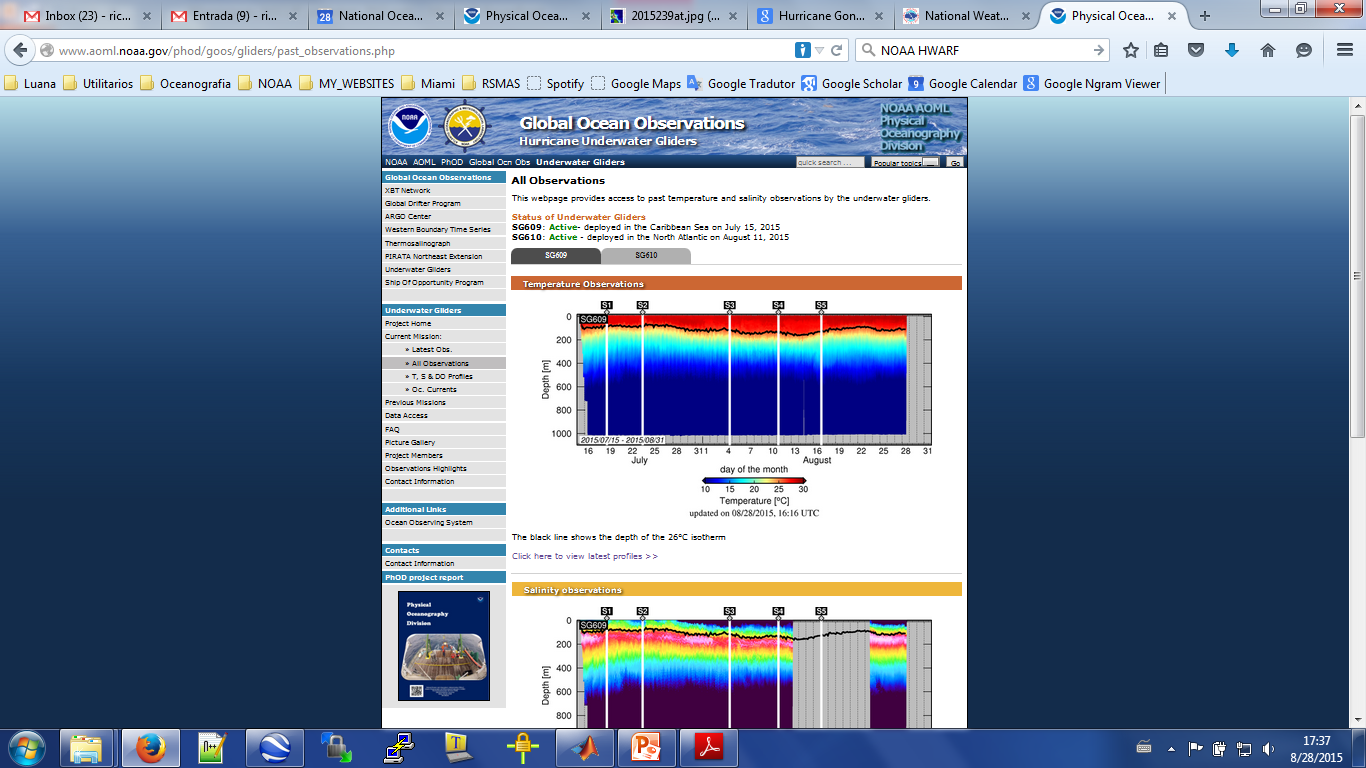 Inbox (23) - ric...
Entrada (9) - ri...
National Ocea...
Physical Ocea...
2015239at.jpg (...
Hurricane Gon...
National Weat...
Physical Ocea...
www.aoml.noaa.gov/phod/goos/gliders/past_observations.php
NOAA HWARF
Luana Utilitarios Oceanografia NOAA MY_WEBSITES Miami RSMAS Spotify Google Maps Google Tradutor Google Scholar Google Calendar Google Ngram Viewer
NOAA
Global Ocean Observations
Hurricane Underwater Gliders
NOAA/AOML
Physical
Oceanography
Division
NOAA AOML PhOD Global Ocn Obs Underwater Gliders
quick search ...
Popular topics
Go
Global Ocean Observations
XBT Network
Global Drifter Program
ARGO Center
Western Boundary Time Series
Thermosalinograph
PIRATA Northeast Extension
Underwater Gliders
Ship Of Opportunity Program
Underwater Gliders
Project Home
Current Mission:
» Latest Obs.
» All Observations
» T, S & DO Profiles
» Oc. Currents
Previous Missions
Data Access
FAQ
Picture Gallery
Project Members
Observations Highlights
Contact Information
Additional Links
Ocean Observing System
Contacts
Contact Information
PhOD project report
Physical
Oceanography
Division
All Observations
This webpage provides access to past temperature and salinity observations by the underwater gliders.
Status of Underwater Gliders
SG609: Active- deployed in the Caribbean Sea on July 15, 2015
SG610: Active - deployed in the North Atlantic on August 11, 2015
SG609 SG610
Temperature Observations
S1 S2 S3 S4 S5
SG609
0
200
400
600
800
1000
Depth [m]
2015/07/15 - 2015/08/31
16 19 22 25 28 311 4 7 10 13 16 19 22 25 28 31
July August
day of the month
10 15 20 25 30
Temperature [ºC]
updated on 08/28/2015, 16:16 UTC
The black line shows the depth of the 26°C isotherm
Click here to view latest profiles >>
Salinity observations
S1 S2 S3 S4 S5
SG609
0
200
400
600
800
Depth [m]
17:37
8/28/2015